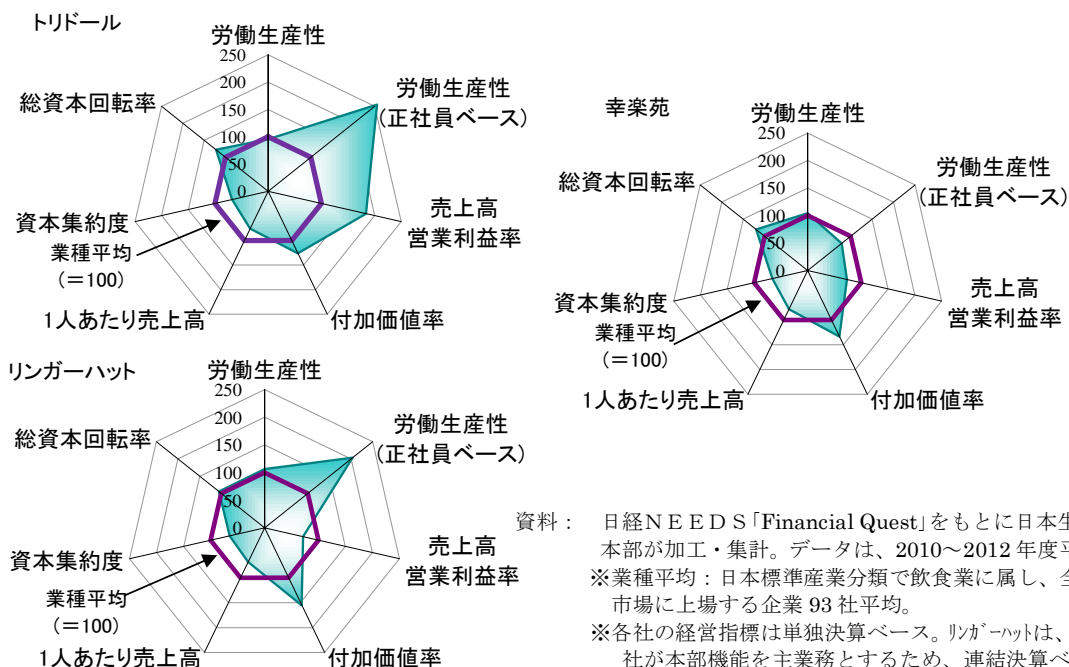 トリドール
労働生産性
250
200
150
100
50
0
労働生産性
(正社員ベース)
売上高
営業利益率
付加価値率
1人あたり売上高
資本集約度
総資本回転率
業種平均
(＝100)
幸楽苑
労働生産性
250
200
150
100
50
0
労働生産性
(正社員ベース)
売上高
営業利益率
付加価値率
1人あたり売上高
資本集約度
総資本回転率
業種平均
(＝100)
リンガーハット
労働生産性
250
200
150
100
50
0
労働生産性
(正社員ベース)
売上高
営業利益率
付加価値率
1人あたり売上高
資本集約度
総資本回転率
業種平均
(＝100)
資料： 日経ＮＥＥＤＳ「Financial Quest」をもとに日本生
本部が加工・集計。データは、2010～2012 年度平
※業種平均：日本標準産業分類で飲食業に属し、全
市場に上場する企業 93 社平均。
※各社の経営指標は単独決算ベース。ﾘﾝｶﾞｰﾊｯﾄは、
社が本部機能を主業務とするため、連結決算ベ